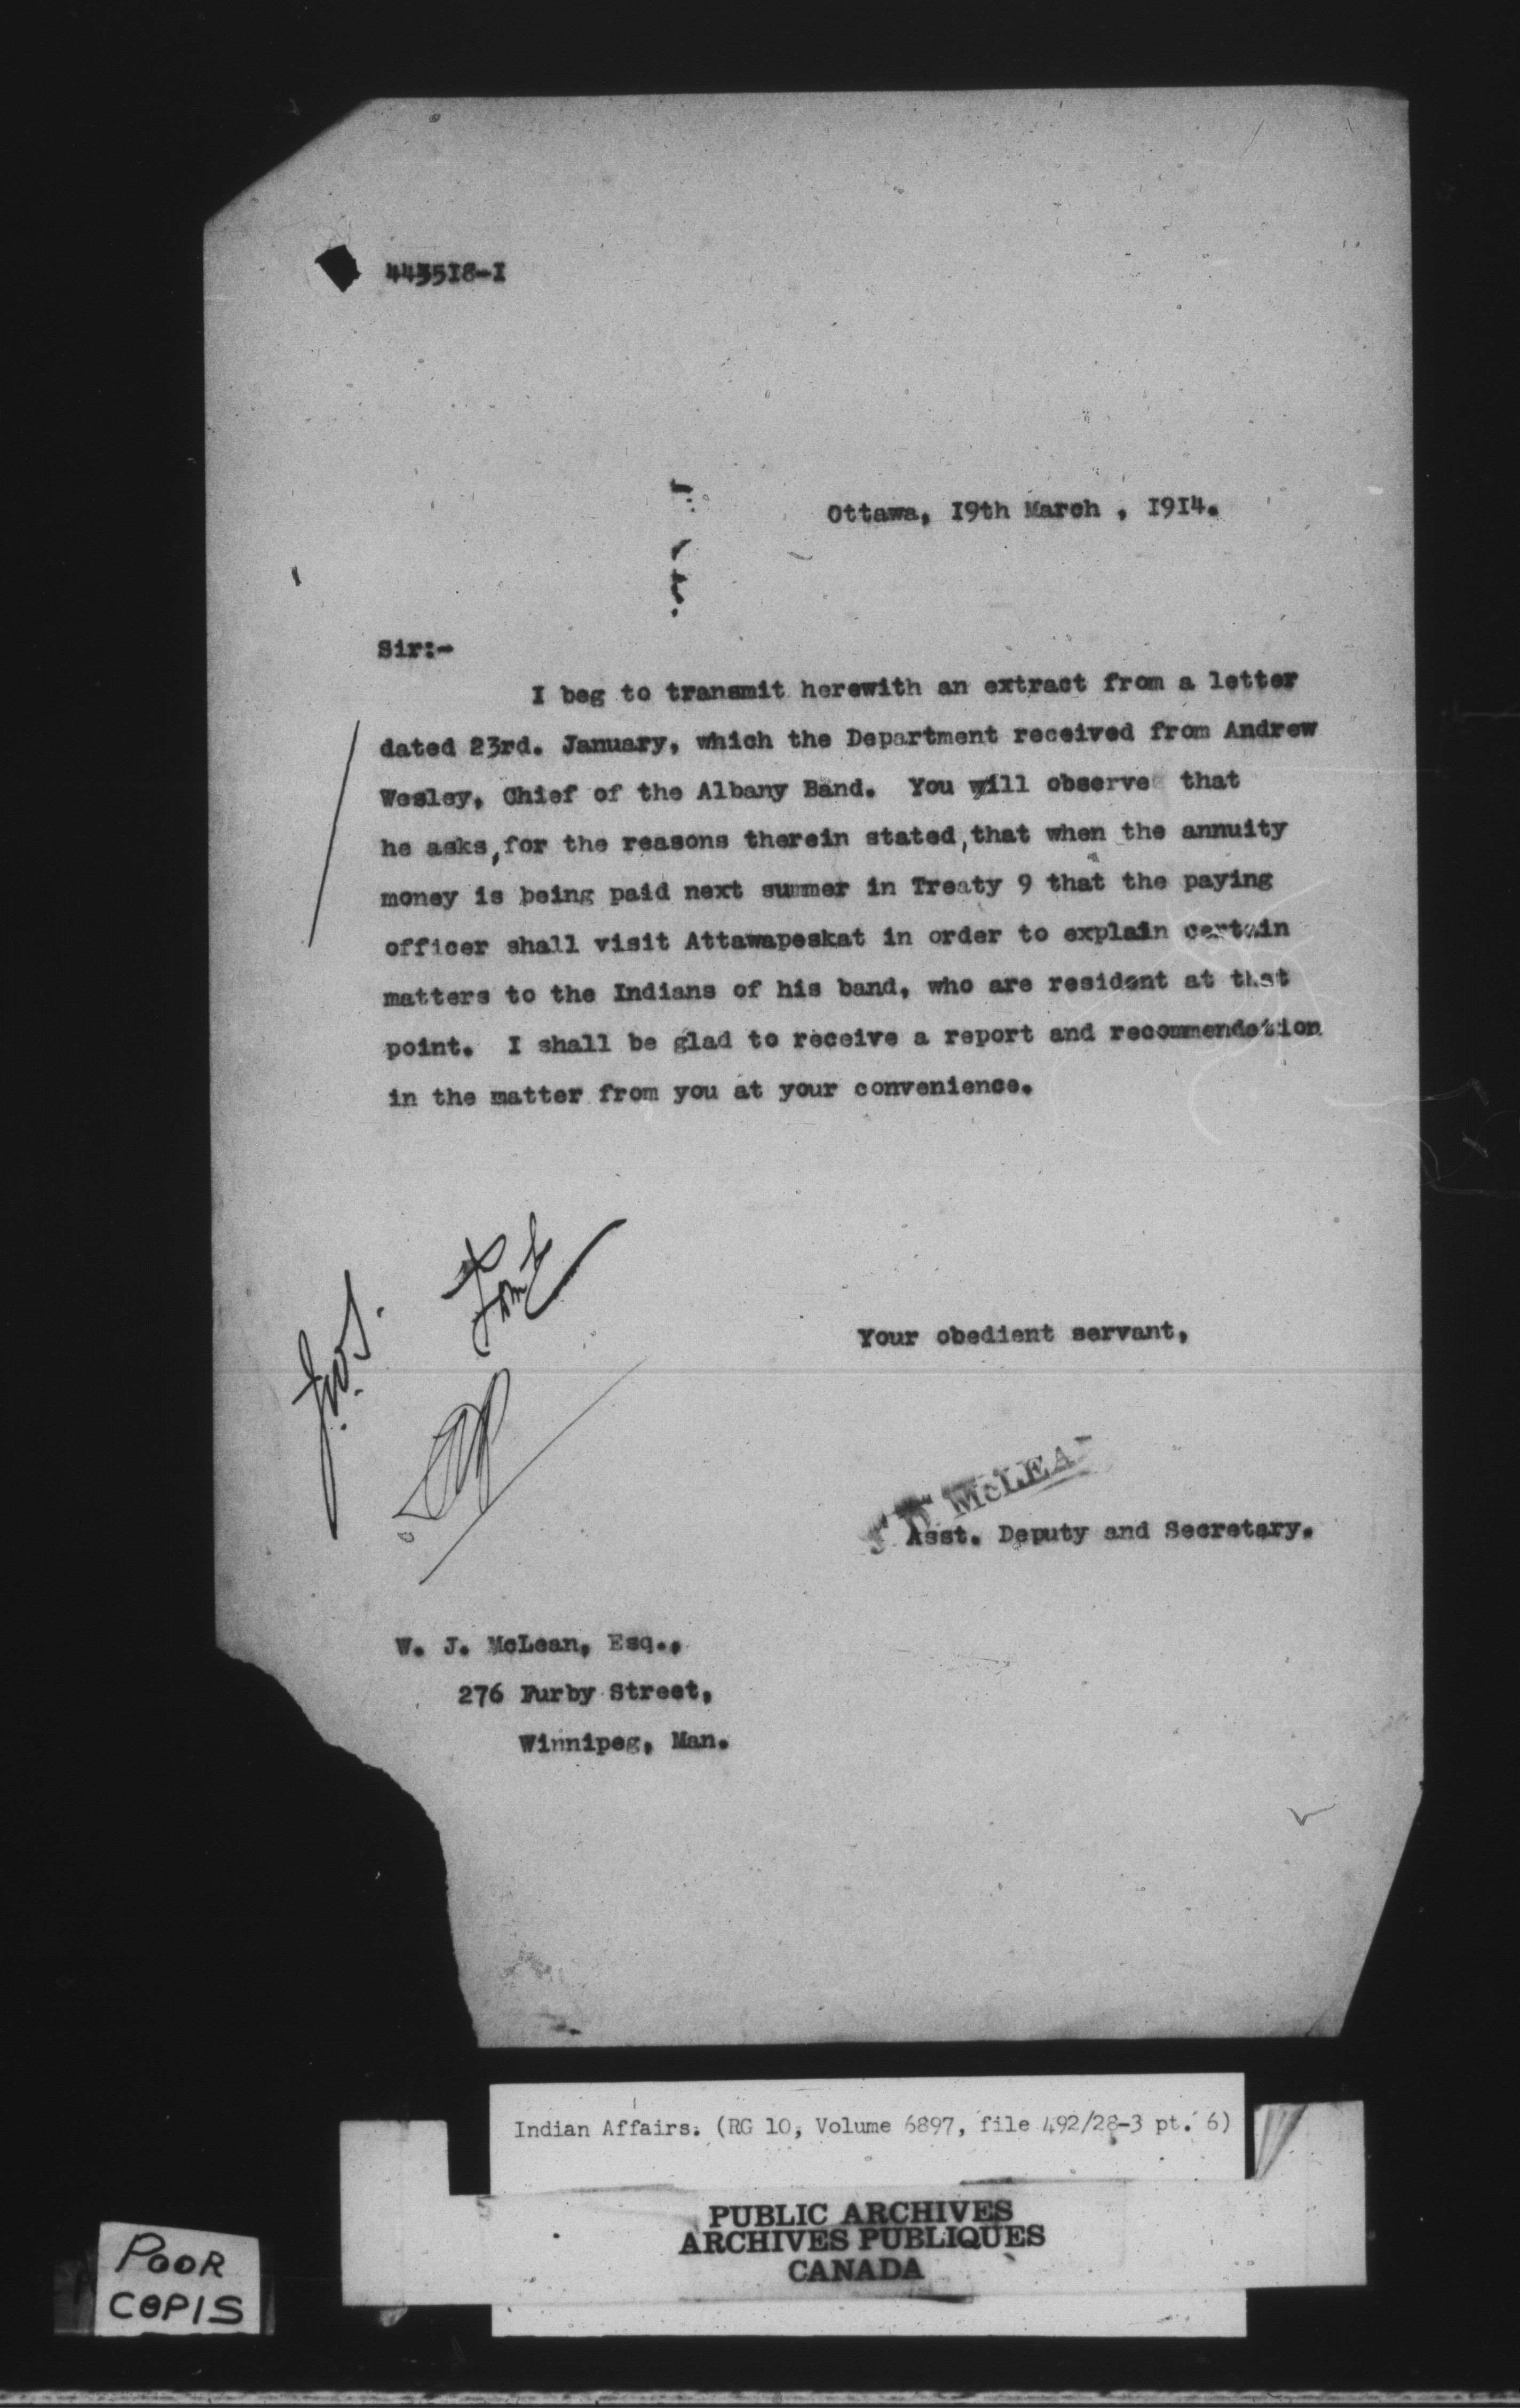 445518-I
Ottawa, 19th March , 1914.
Sir:-
I beg to transmit herewith an extract from a letter
dated 23rd. January, which the Department received from Andrew
Wesley, Chief of the Albany Band. You will observe that
he asks, for the reasons therein stated, that when the annuity
money is being paid next summer in Treaty 9 that the paying
officer shall visit Attawapeskat in order to explain certain
matters to the Indians of his band, who are resident at that
point. I shall be glad to receive a report and recommendation
in the matter from you at your convenience.
Your obedient servant,
J D McLEA
Asst. Deputy and Secretary.
W. J. McLean, Esq.,
276 Furby Street,
Winnipeg, Man.
Indian Affairs. (RG 10, Volume 6897, file 492/28-3 pt. 6)
PUBLIC ARCHIVES
ARCHIVES PUBLIQUES
CANADA
POOR
COPIS